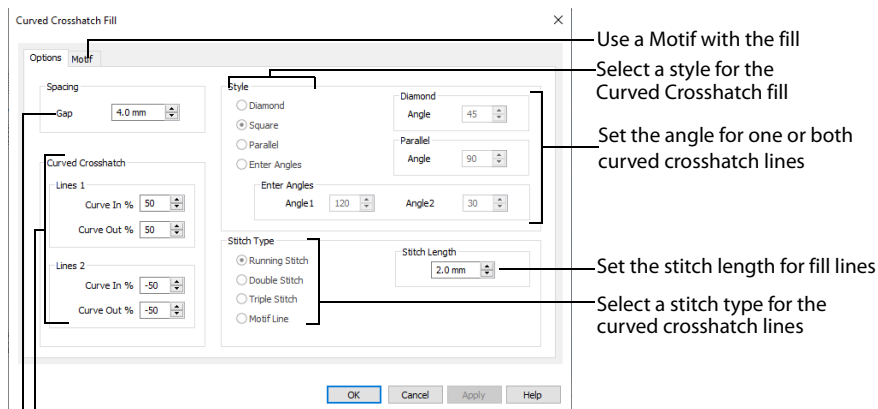 Curved Crosshatch Fill
Options Motif
Use a Motif with the fill
Select a style for the
Curved Crosshatch fill
Spacing
Gap 4.0 mm
Style
Diamond
Square
Parallel
Enter Angles
Diamond
Angle 45
Parallel
Angle 90
Enter Angles
Angle1 120 Angle2 30
Set the angle for one or both
curved crosshatch lines
Curved Crosshatch
Lines 1
Curve In % 50
Curve Out % 50
Lines 2
Curve In % -50
Curve Out % -50
Stitch Type
Running Stitch
Double Stitch
Triple Stitch
Motif Line
Stitch Length
2.0 mm
Set the stitch length for fill lines
Select a stitch type for the
curved crosshatch lines
OK Cancel Apply Help